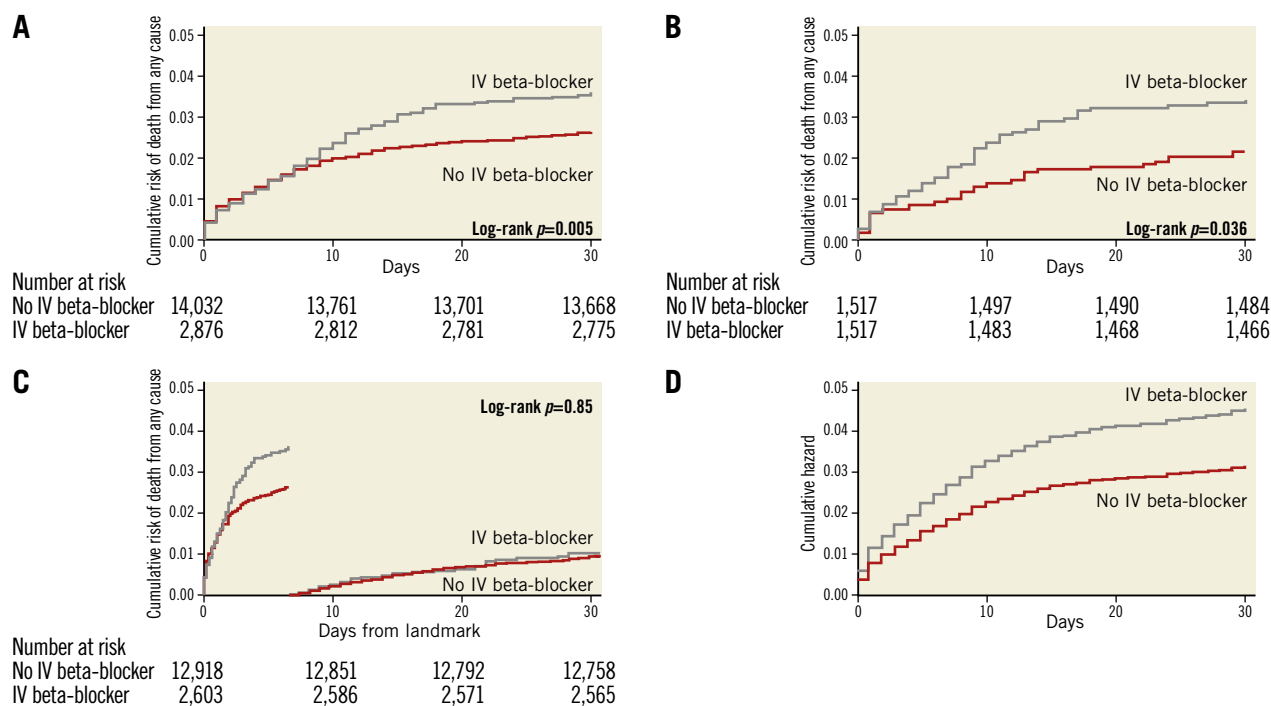 A
Cumulative risk of death from any cause
0.05
0.04
0.03
0.02
0.01
0.00
IV beta-blocker
No IV beta-blocker
Log-rank p=0.005
0 10 20 30
Days
Number at risk
No IV beta-blocker 14,032 13,761 13,701 13,668
IV beta-blocker 2,876 2,812 2,781 2,775
B
Cumulative risk of death from any cause
0.05
0.04
0.03
0.02
0.01
0.00
IV beta-blocker
No IV beta-blocker
Log-rank p=0.036
0 10 20 30
Days
Number at risk
No IV beta-blocker 1,517 1,497 1,490 1,484
IV beta-blocker 1,517 1,483 1,468 1,466
C
Cumulative risk of death from any cause
0.05
0.04
0.03
0.02
0.01
0.00
Log-rank p=0.85
IV beta-blocker
No IV beta-blocker
0 10 20 30
Days from landmark
Number at risk
No IV beta-blocker 12,918 12,851 12,792 12,758
IV beta-blocker 2,603 2,586 2,571 2,565
D
Cumulative hazard
0.05
0.04
0.03
0.02
0.01
0.00
IV beta-blocker
No IV beta-blocker
0 10 20 30
Days